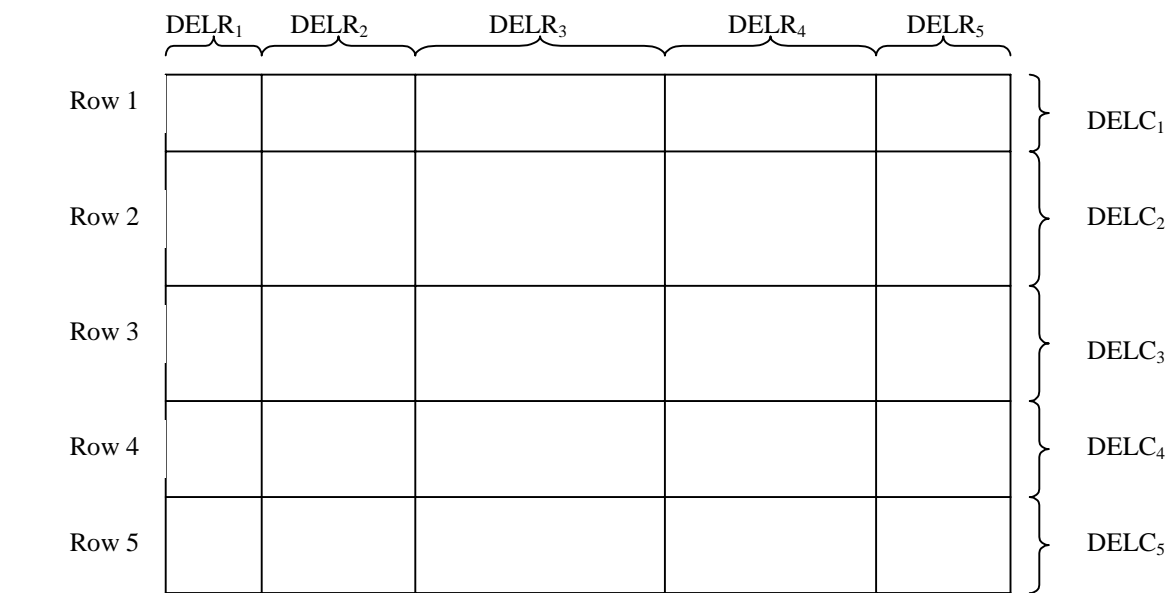 DELR₁ DELR₂ DELR₃ DELR₄ DELR₅
Row 1 DELC₁
Row 2 DELC₂
Row 3 DELC₃
Row 4 DELC₄
Row 5 DELC₅